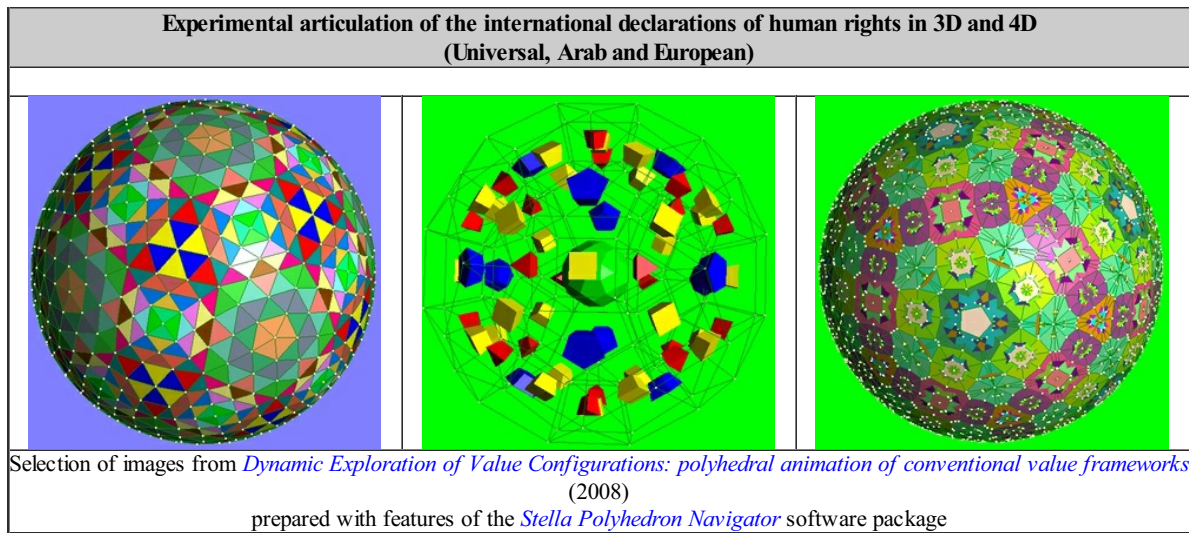 Experimental articulation of the international declarations of human rights in 3D and 4D
(Universal, Arab and European)
Selection of images from Dynamic Exploration of Value Configurations: polyhedral animation of conventional value frameworks
(2008)
prepared with features of the Stella Polyhedron Navigator software package